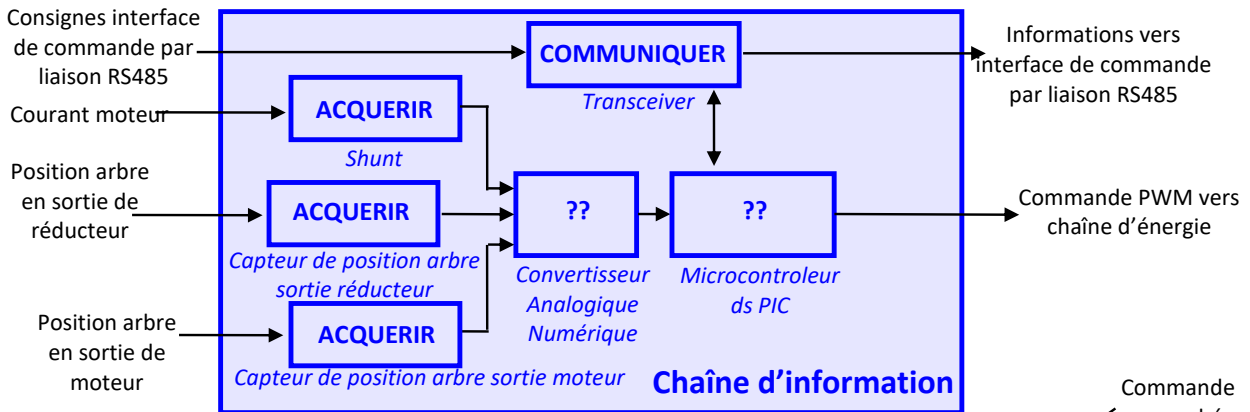 Consignes interface
de commande par
liaison RS485
COMMUNIQUER
Transceiver
Informations vers
interface de commande
par liaison RS485
Courant moteur
ACQUERIR
Shunt
Position arbre
en sortie de
réducteur
ACQUERIR
Capteur de position arbre
sortie réducteur
??
Convertisseur
Analogique
Numérique
??
Microcontroleur
ds PIC
Commande PWM vers
chaîne d’énergie
Position arbre
en sortie de
moteur
ACQUERIR
Capteur de position arbre sortie moteur
Chaîne d’information
Commande